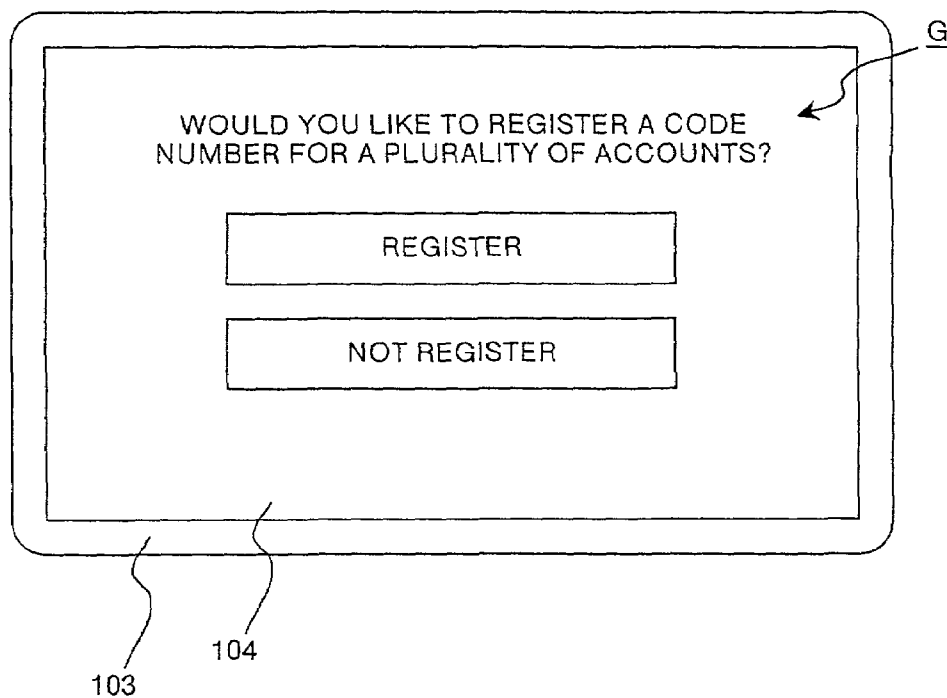 G
WOULD YOU LIKE TO REGISTER A CODE
NUMBER FOR A PLURALITY OF ACCOUNTS?
REGISTER
NOT REGISTER
104
103